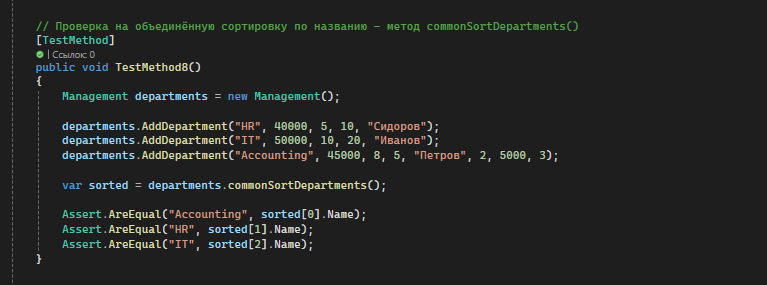 // Проверка на объединённую сортировку по названию – метод commonSortDepartments()
[TestMethod]
| Ссылок: 0
public void TestMethod8()
{
Management departments = new Management();
departments.AddDepartment("HR", 40000, 5, 10, "Сидоров");
departments.AddDepartment("IT", 50000, 10, 20, "Иванов");
departments.AddDepartment("Accounting", 45000, 8, 5, "Петров", 2, 5000, 3);
var sorted = departments.commonSortDepartments();
Assert.AreEqual("Accounting", sorted[0].Name);
Assert.AreEqual("HR", sorted[1].Name);
Assert.AreEqual("IT", sorted[2].Name);
}